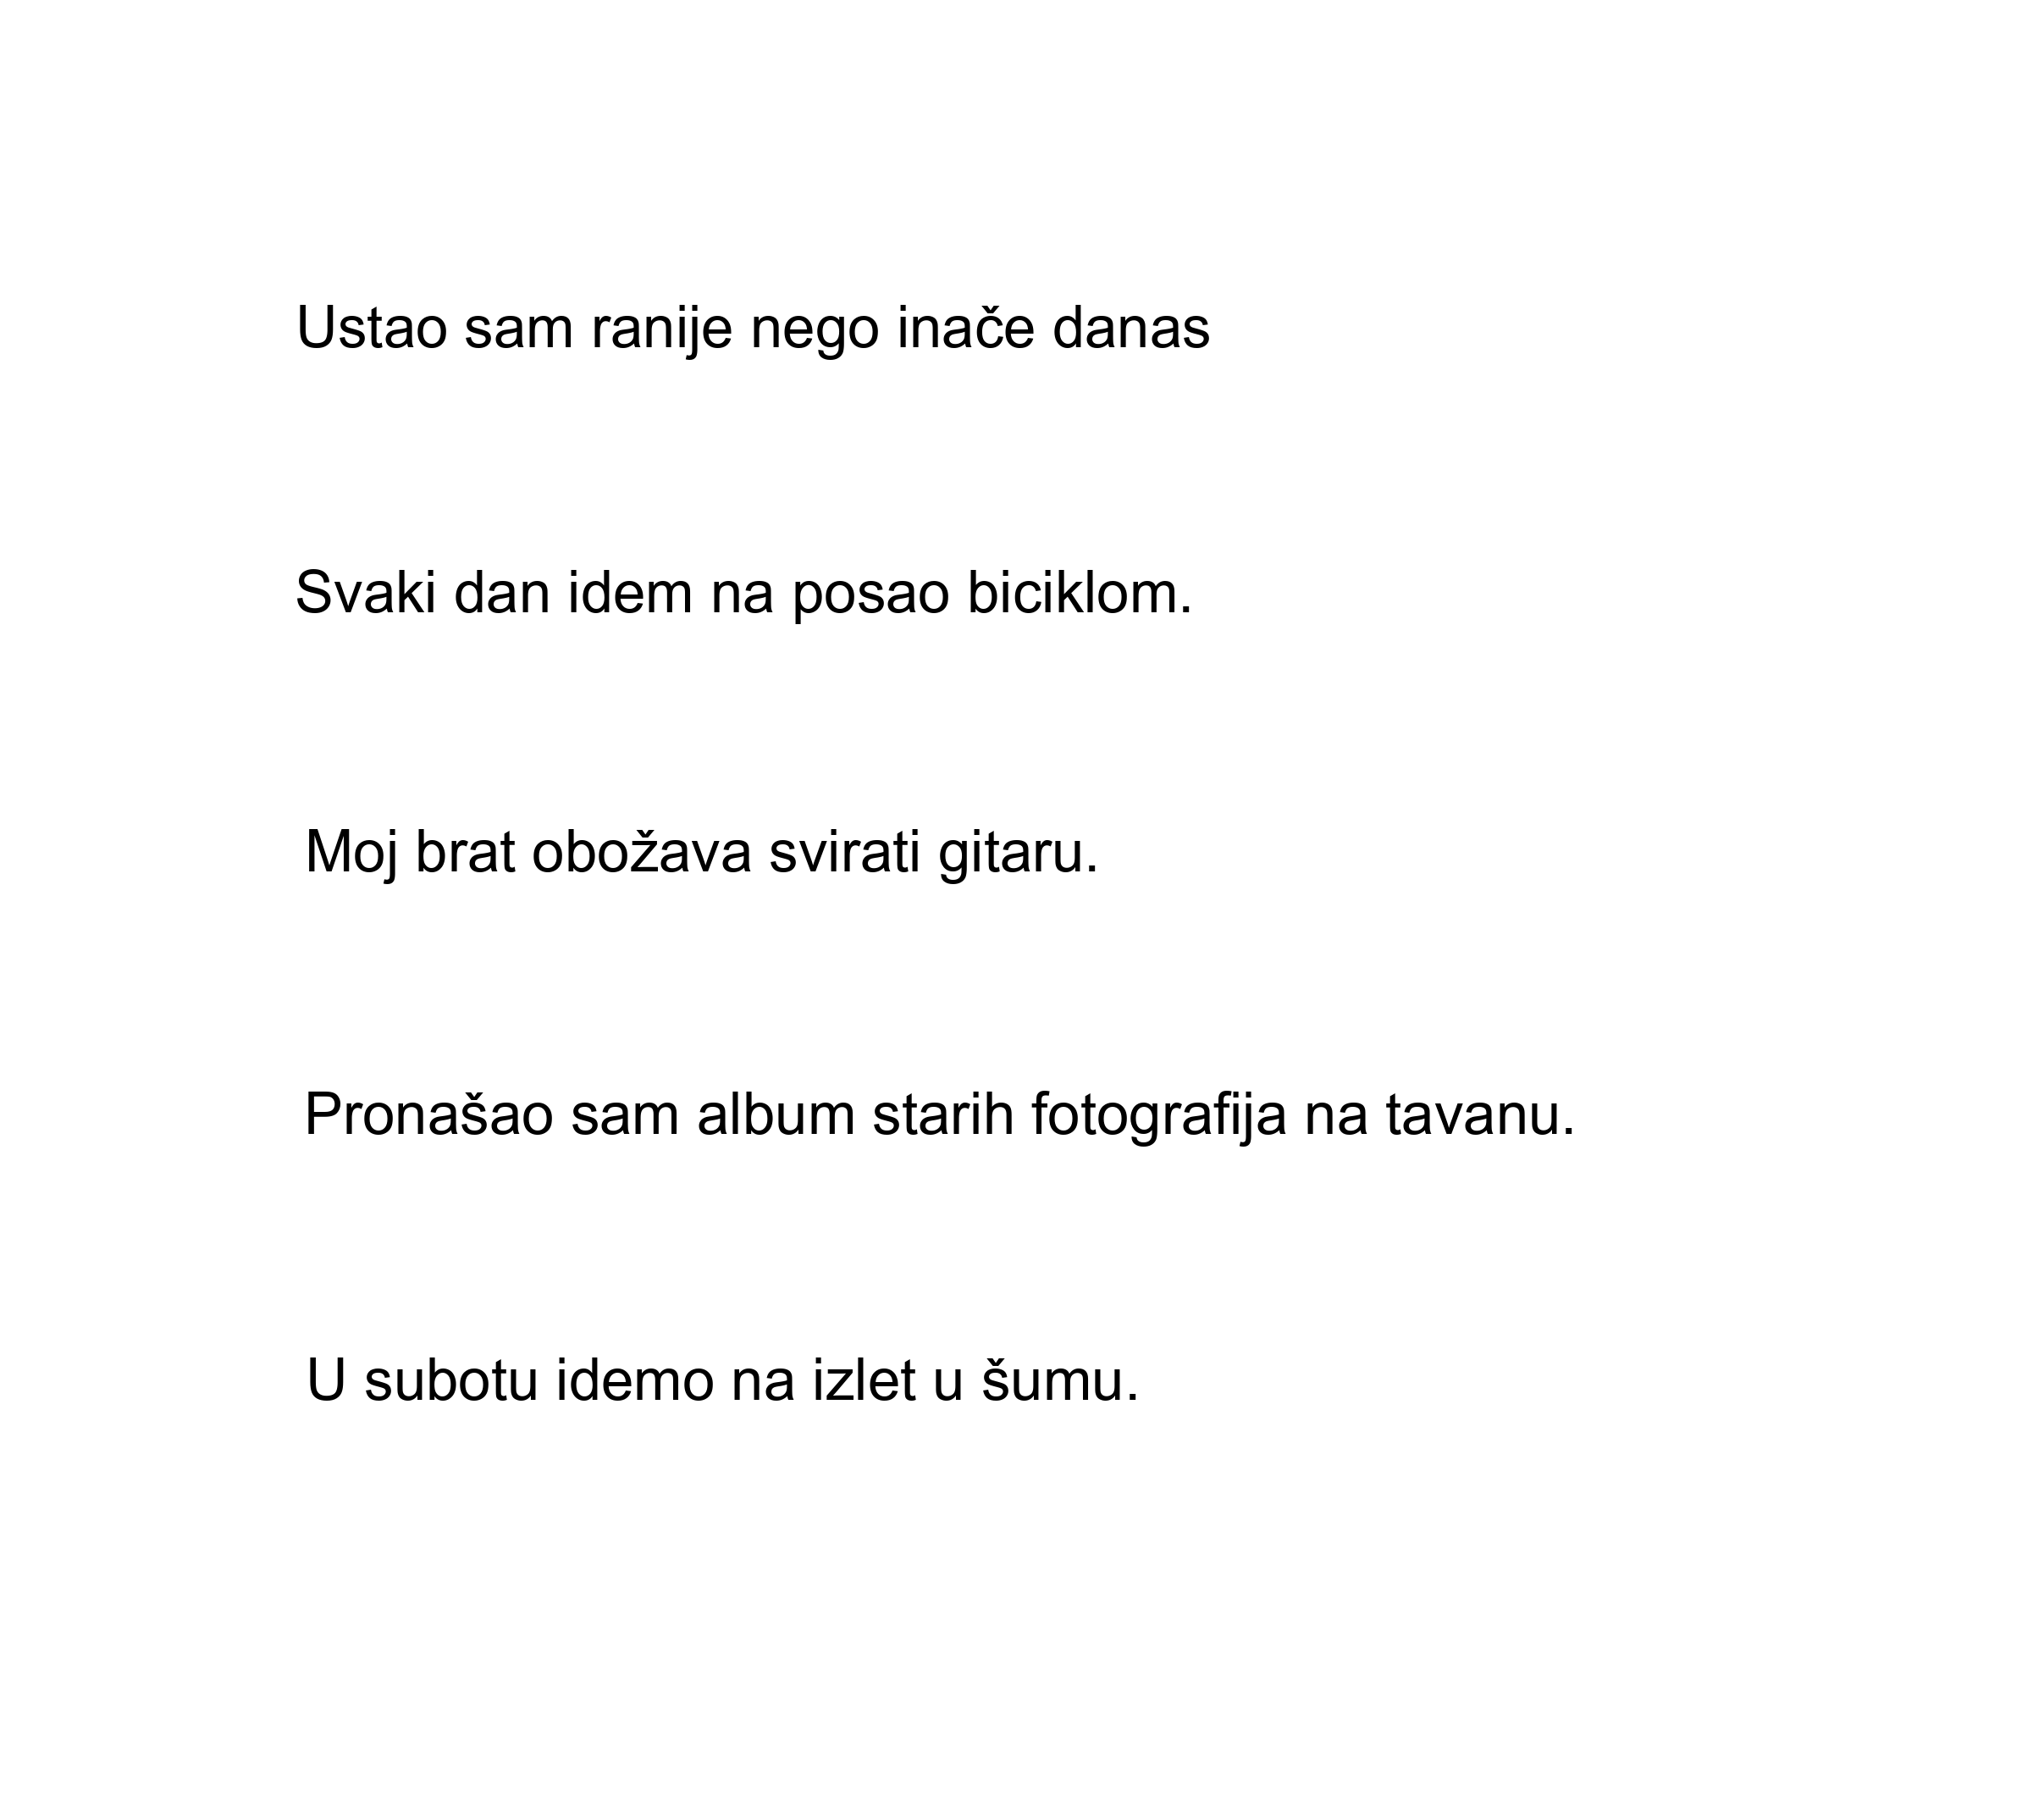 Ustao sam ranije nego inače danas
Svaki dan idem na posao biciklom.
Moj brat obožava svirati gitaru.
Pronašao sam album starih fotografija na tavanu.
U subotu idemo na izlet u šumu.